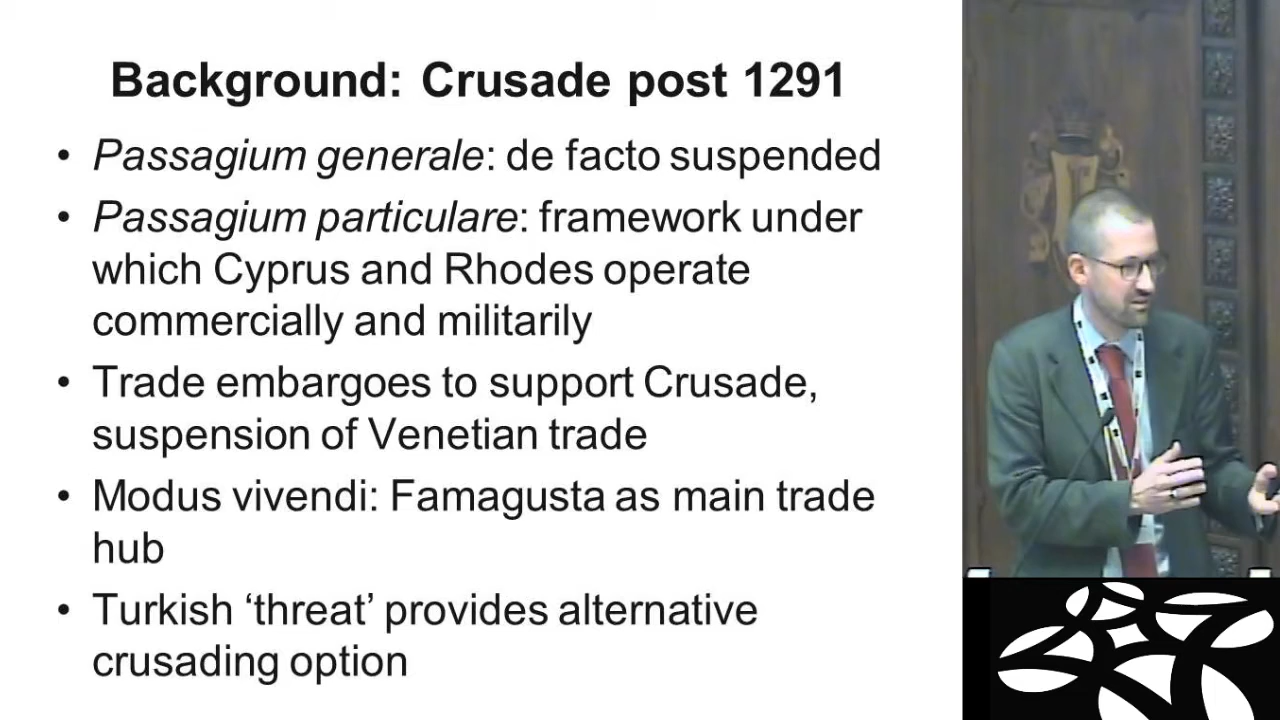 Background: Crusade post 1291
• Passagium generale: de facto suspended
• Passagium particulare: framework under
which Cyprus and Rhodes operate
commercially and militarily
• Trade embargoes to support Crusade,
suspension of Venetian trade
• Modus vivendi: Famagusta as main trade
hub
• Turkish ‘threat’ provides alternative
crusading option